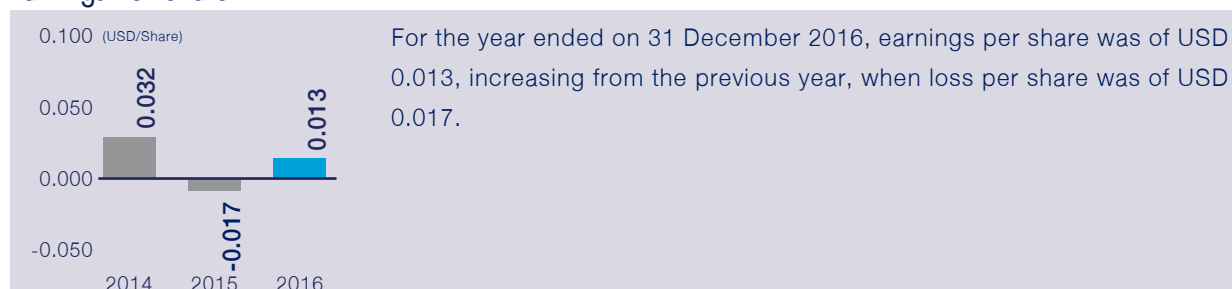 0.100 (USD/Share)
0.050
0.000
-0.050
0.032
-0.017
0.013
2014 2015 2016
For the year ended on 31 December 2016, earnings per share was of USD
0.013, increasing from the previous year, when loss per share was of USD
0.017.